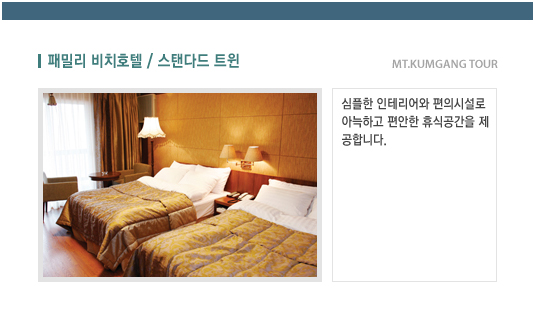 패밀리 비치호텔 / 스탠다드 트윈
MT.KUMGANG TOUR
심플한 인테리어와 편의시설로
아늑하고 편안한 휴식공간을 제
공합니다.